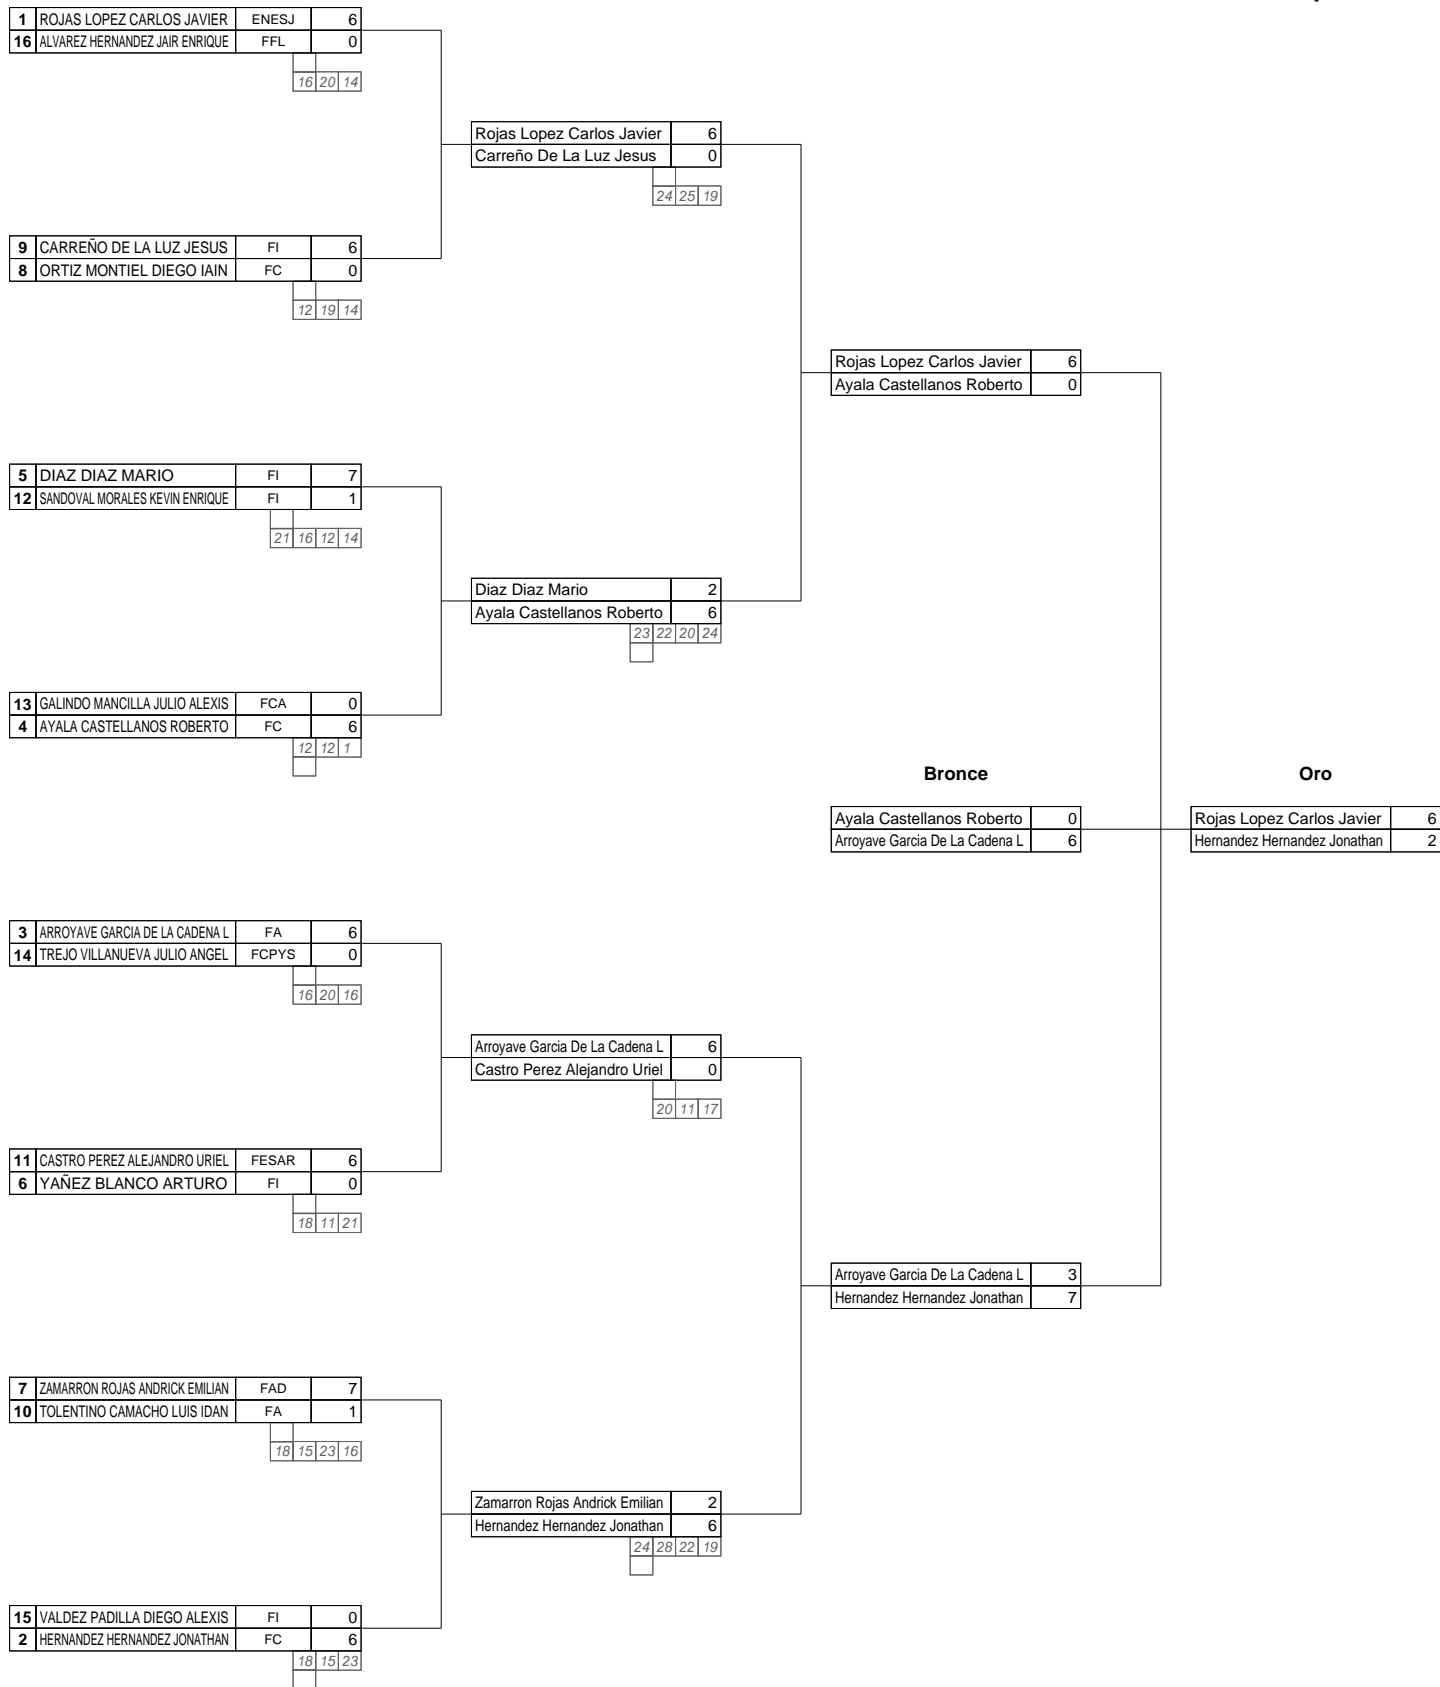 1 ROJAS LOPEZ CARLOS JAVIER ENESJ 6
16 ALVAREZ HERNANDEZ JAIR ENRIQUE FFL 0
16 20 14
Rojas Lopez Carlos Javier 6
Carreño De La Luz Jesus 0
24 25 19
9 CARREÑO DE LA LUZ JESUS FI 6
8 ORTIZ MONTIEL DIEGO IAIN FC 0
12 19 14
Rojas Lopez Carlos Javier 6
Ayala Castellanos Roberto 0
5 DIAZ DIAZ MARIO FI 7
12 SANDOVAL MORALES KEVIN ENRIQUE FI 1
21 16 12 14
Diaz Diaz Mario 2
Ayala Castellanos Roberto 6
23 22 20 24
13 GALINDO MANCILLA JULIO ALEXIS FCA 0
4 AYALA CASTELLANOS ROBERTO FC 6
12 12 1
Bronce Oro
Ayala Castellanos Roberto 0 Rojas Lopez Carlos Javier 6
Arroyave Garcia De La Cadena L 6 Hernandez Hernandez Jonathan 2
3 ARROYAVE GARCIA DE LA CADENA L FA 6
14 TREJO VILLANUEVA JULIO ANGEL FCPYS 0
16 20 16
Arroyave Garcia De La Cadena L 6
Castro Perez Alejandro Uriel 0
20 11 17
11 CASTRO PEREZ ALEJANDRO URIEL FESAR 6
6 YAÑEZ BLANCO ARTURO FI 0
18 11 21
Arroyave Garcia De La Cadena L 3
Hernandez Hernandez Jonathan 7
7 ZAMARRON ROJAS ANDRICK EMILIAN FAD 7
10 TOLENTINO CAMACHO LUIS IDAN FA 1
18 15 23 16
Zamarron Rojas Andrick Emilian 2
Hernandez Hernandez Jonathan 6
24 28 22 19
15 VALDEZ PADILLA DIEGO ALEXIS FI 0
2 HERNANDEZ HERNANDEZ JONATHAN FC 6
18 15 23